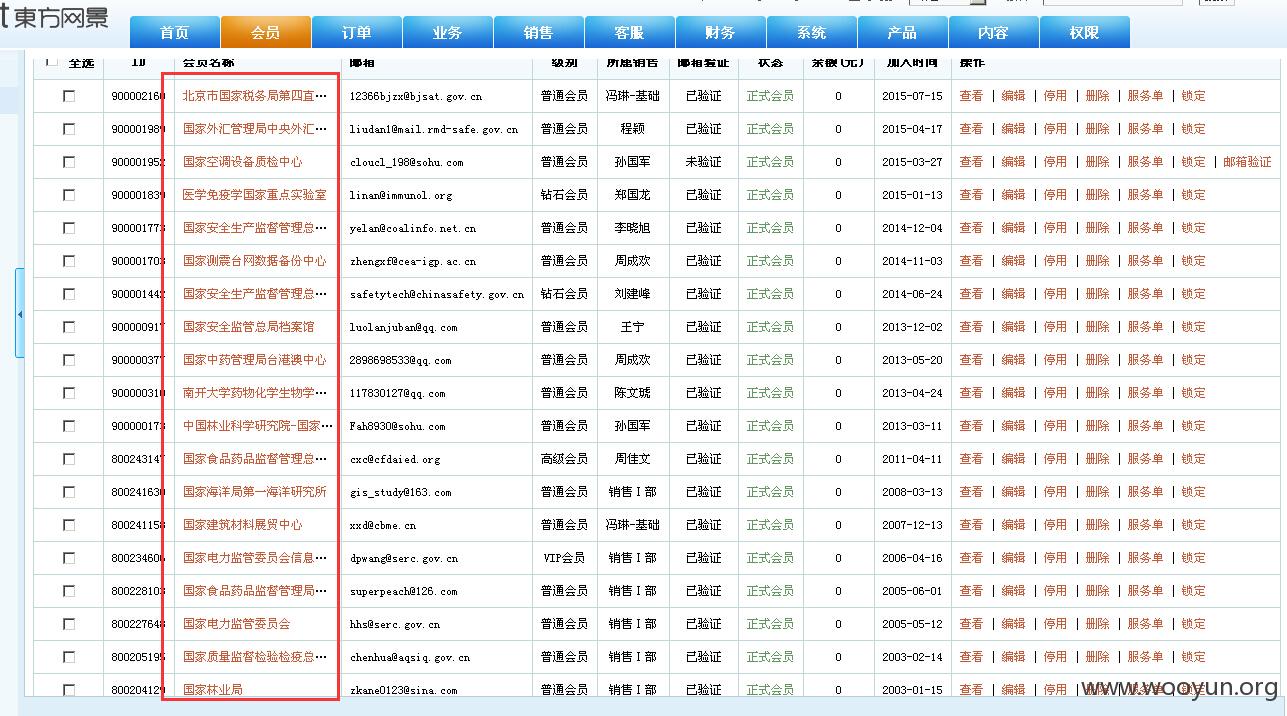 t 東方网景
首页 会员 订单 业务 销售 客服 财务 系统 产品 内容 权限
全选 ID 会员名称 邮箱 级别 所属销售 邮箱验证 状态 余额(元) 加入时间 操作
900002160 北京市国家税务局第四直… 12366bjzx@bjsat.gov.cn 普通会员 冯琳-基础 已验证 正式会员 0 2015-07-15 查看 | 编辑 | 停用 | 删除 | 服务单 | 锁定
900001989 国家外汇管理局中央外汇… liudan1@mail.rmd-safe.gov.cn 普通会员 程颖 已验证 正式会员 0 2015-04-17 查看 | 编辑 | 停用 | 删除 | 服务单 | 锁定
900001952 国家空调设备质检中心 cloucl_198@sohu.com 普通会员 孙国军 未验证 正式会员 0 2015-03-27 查看 | 编辑 | 停用 | 删除 | 服务单 | 锁定 | 邮箱验证
900001839 医学免疫学国家重点实验室 linan@immunol.org 钻石会员 郑国龙 已验证 正式会员 0 2015-01-13 查看 | 编辑 | 停用 | 删除 | 服务单 | 锁定
900001773 国家安全生产监督管理总… yelan@coalinfo.net.cn 普通会员 李晓旭 已验证 正式会员 0 2014-12-04 查看 | 编辑 | 停用 | 删除 | 服务单 | 锁定
900001703 国家测震台网数据备份中心 zhengxf@cea-igp.ac.cn 普通会员 周成欢 已验证 正式会员 0 2014-11-03 查看 | 编辑 | 停用 | 删除 | 服务单 | 锁定
900001442 国家安全生产监督管理总… safetytech@chinasafety.gov.cn 钻石会员 刘建峰 已验证 正式会员 0 2014-06-24 查看 | 编辑 | 停用 | 删除 | 服务单 | 锁定
900000917 国家安全监管总局档案馆 luolanjuban@qq.com 普通会员 王宁 已验证 正式会员 0 2013-12-02 查看 | 编辑 | 停用 | 删除 | 服务单 | 锁定
900000377 国家中药管理局台港澳中心 2898698533@qq.com 普通会员 周成欢 已验证 正式会员 0 2013-05-20 查看 | 编辑 | 停用 | 删除 | 服务单 | 锁定
900000310 南开大学药物化学生物学… 117830127@qq.com 普通会员 陈文琥 已验证 正式会员 0 2013-04-24 查看 | 编辑 | 停用 | 删除 | 服务单 | 锁定
900000173 中国林业科学研究院-国家… Fah8930@sohu.com 普通会员 孙国军 已验证 正式会员 0 2013-03-11 查看 | 编辑 | 停用 | 删除 | 服务单 | 锁定
800243147 国家食品药品监督管理总… cxc@cfdaied.org 高级会员 周佳文 已验证 正式会员 0 2011-04-11 查看 | 编辑 | 停用 | 删除 | 服务单 | 锁定
800241630 国家海洋局第一海洋研究所 gis_study@163.com 普通会员 销售I部 已验证 正式会员 0 2008-03-13 查看 | 编辑 | 停用 | 删除 | 服务单 | 锁定
800241158 国家建筑材料展贸中心 xxd@cbme.cn 普通会员 冯琳-基础 已验证 正式会员 0 2007-12-13 查看 | 编辑 | 停用 | 删除 | 服务单 | 锁定
800234606 国家电力监管委员会信息… dpwang@serc.gov.cn VIP会员 销售I部 已验证 正式会员 0 2006-04-16 查看 | 编辑 | 停用 | 删除 | 服务单 | 锁定
800228103 国家食品药品监督管理局… superpeach@126.com 普通会员 销售I部 已验证 正式会员 0 2005-06-01 查看 | 编辑 | 停用 | 删除 | 服务单 | 锁定
800227648 国家电力监管委员会 hhs@serc.gov.cn 普通会员 销售I部 已验证 正式会员 0 2005-05-12 查看 | 编辑 | 停用 | 删除 | 服务单 | 锁定
800205195 国家质量监督检验检疫总… chenhua@aqsiq.gov.cn 普通会员 销售I部 已验证 正式会员 0 2003-02-14 查看 | 编辑 | 停用 | 删除 | 服务单 | 锁定
800204129 国家林业局 zkane0123@sina.com 普通会员 销售I部 已验证 正式会员 0 2003-01-15 查看 | 编辑 | 停用 | 删除 | 服务单 | 锁定
www.wooyun.org